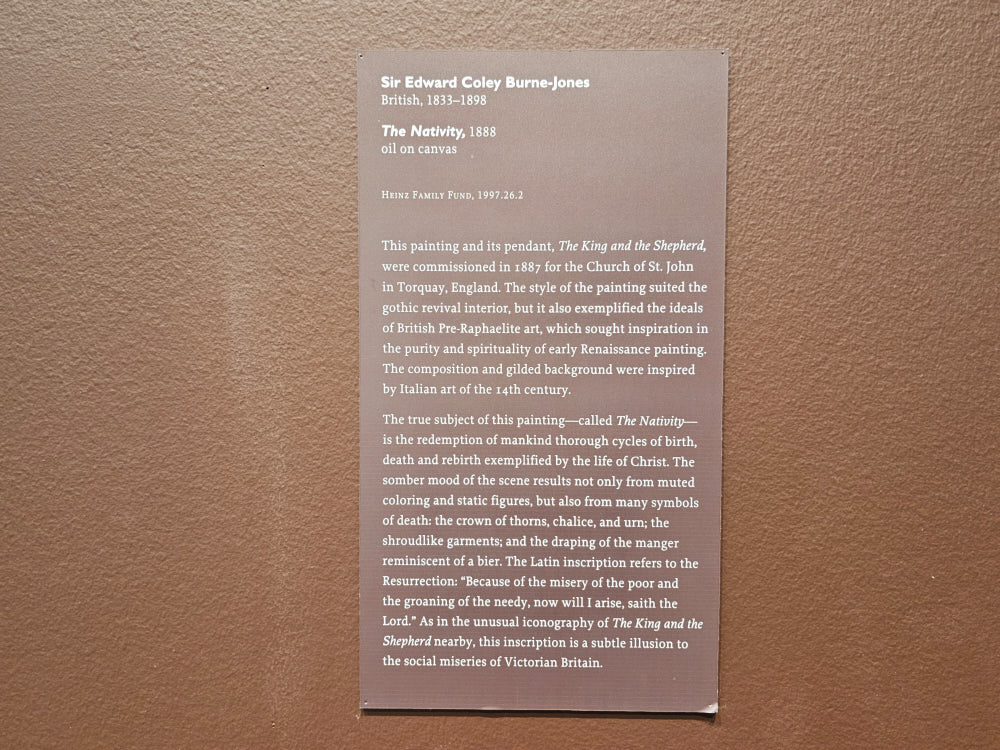 Sir Edward Coley Burne-Jones
British, 1833–1898
The Nativity, 1888
oil on canvas
Heinz Family Fund, 1997.26.2
This painting and its pendant, The King and the Shepherd,
were commissioned in 1887 for the Church of St. John
in Torquay, England. The style of the painting suited the
gothic revival interior, but it also exemplified the ideals
of British Pre-Raphaelite art, which sought inspiration in
the purity and spirituality of early Renaissance painting.
The composition and gilded background were inspired
by Italian art of the 14th century.
The true subject of this painting—called The Nativity—
is the redemption of mankind thorough cycles of birth,
death and rebirth exemplified by the life of Christ. The
somber mood of the scene results not only from muted
coloring and static figures, but also from many symbols
of death: the crown of thorns, chalice, and urn; the
shroudlike garments; and the draping of the manger
reminiscent of a bier. The Latin inscription refers to the
Resurrection: “Because of the misery of the poor and
the groaning of the needy, now will I arise, saith the
Lord.” As in the unusual iconography of The King and the
Shepherd nearby, this inscription is a subtle illusion to
the social miseries of Victorian Britain.